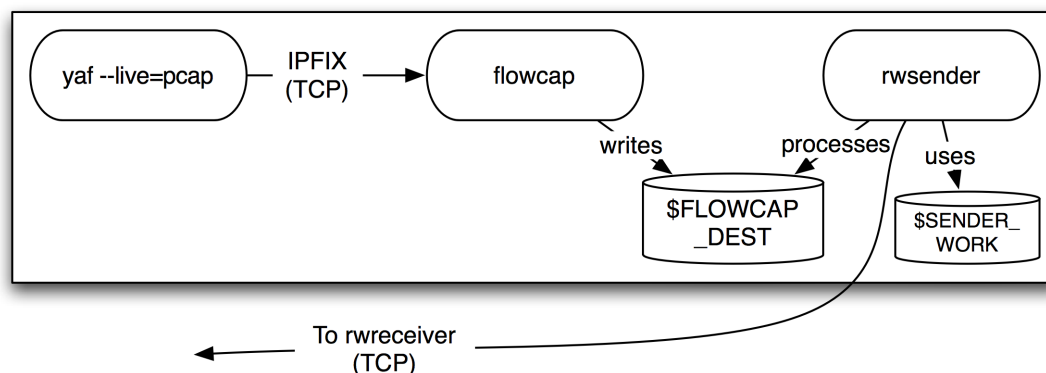 yaf --live=pcap
IPFIX
(TCP)
flowcap
rwsender
writes
processes
uses
$FLOWCAP
_DEST
$SENDER_
WORK
To rwreceiver
(TCP)